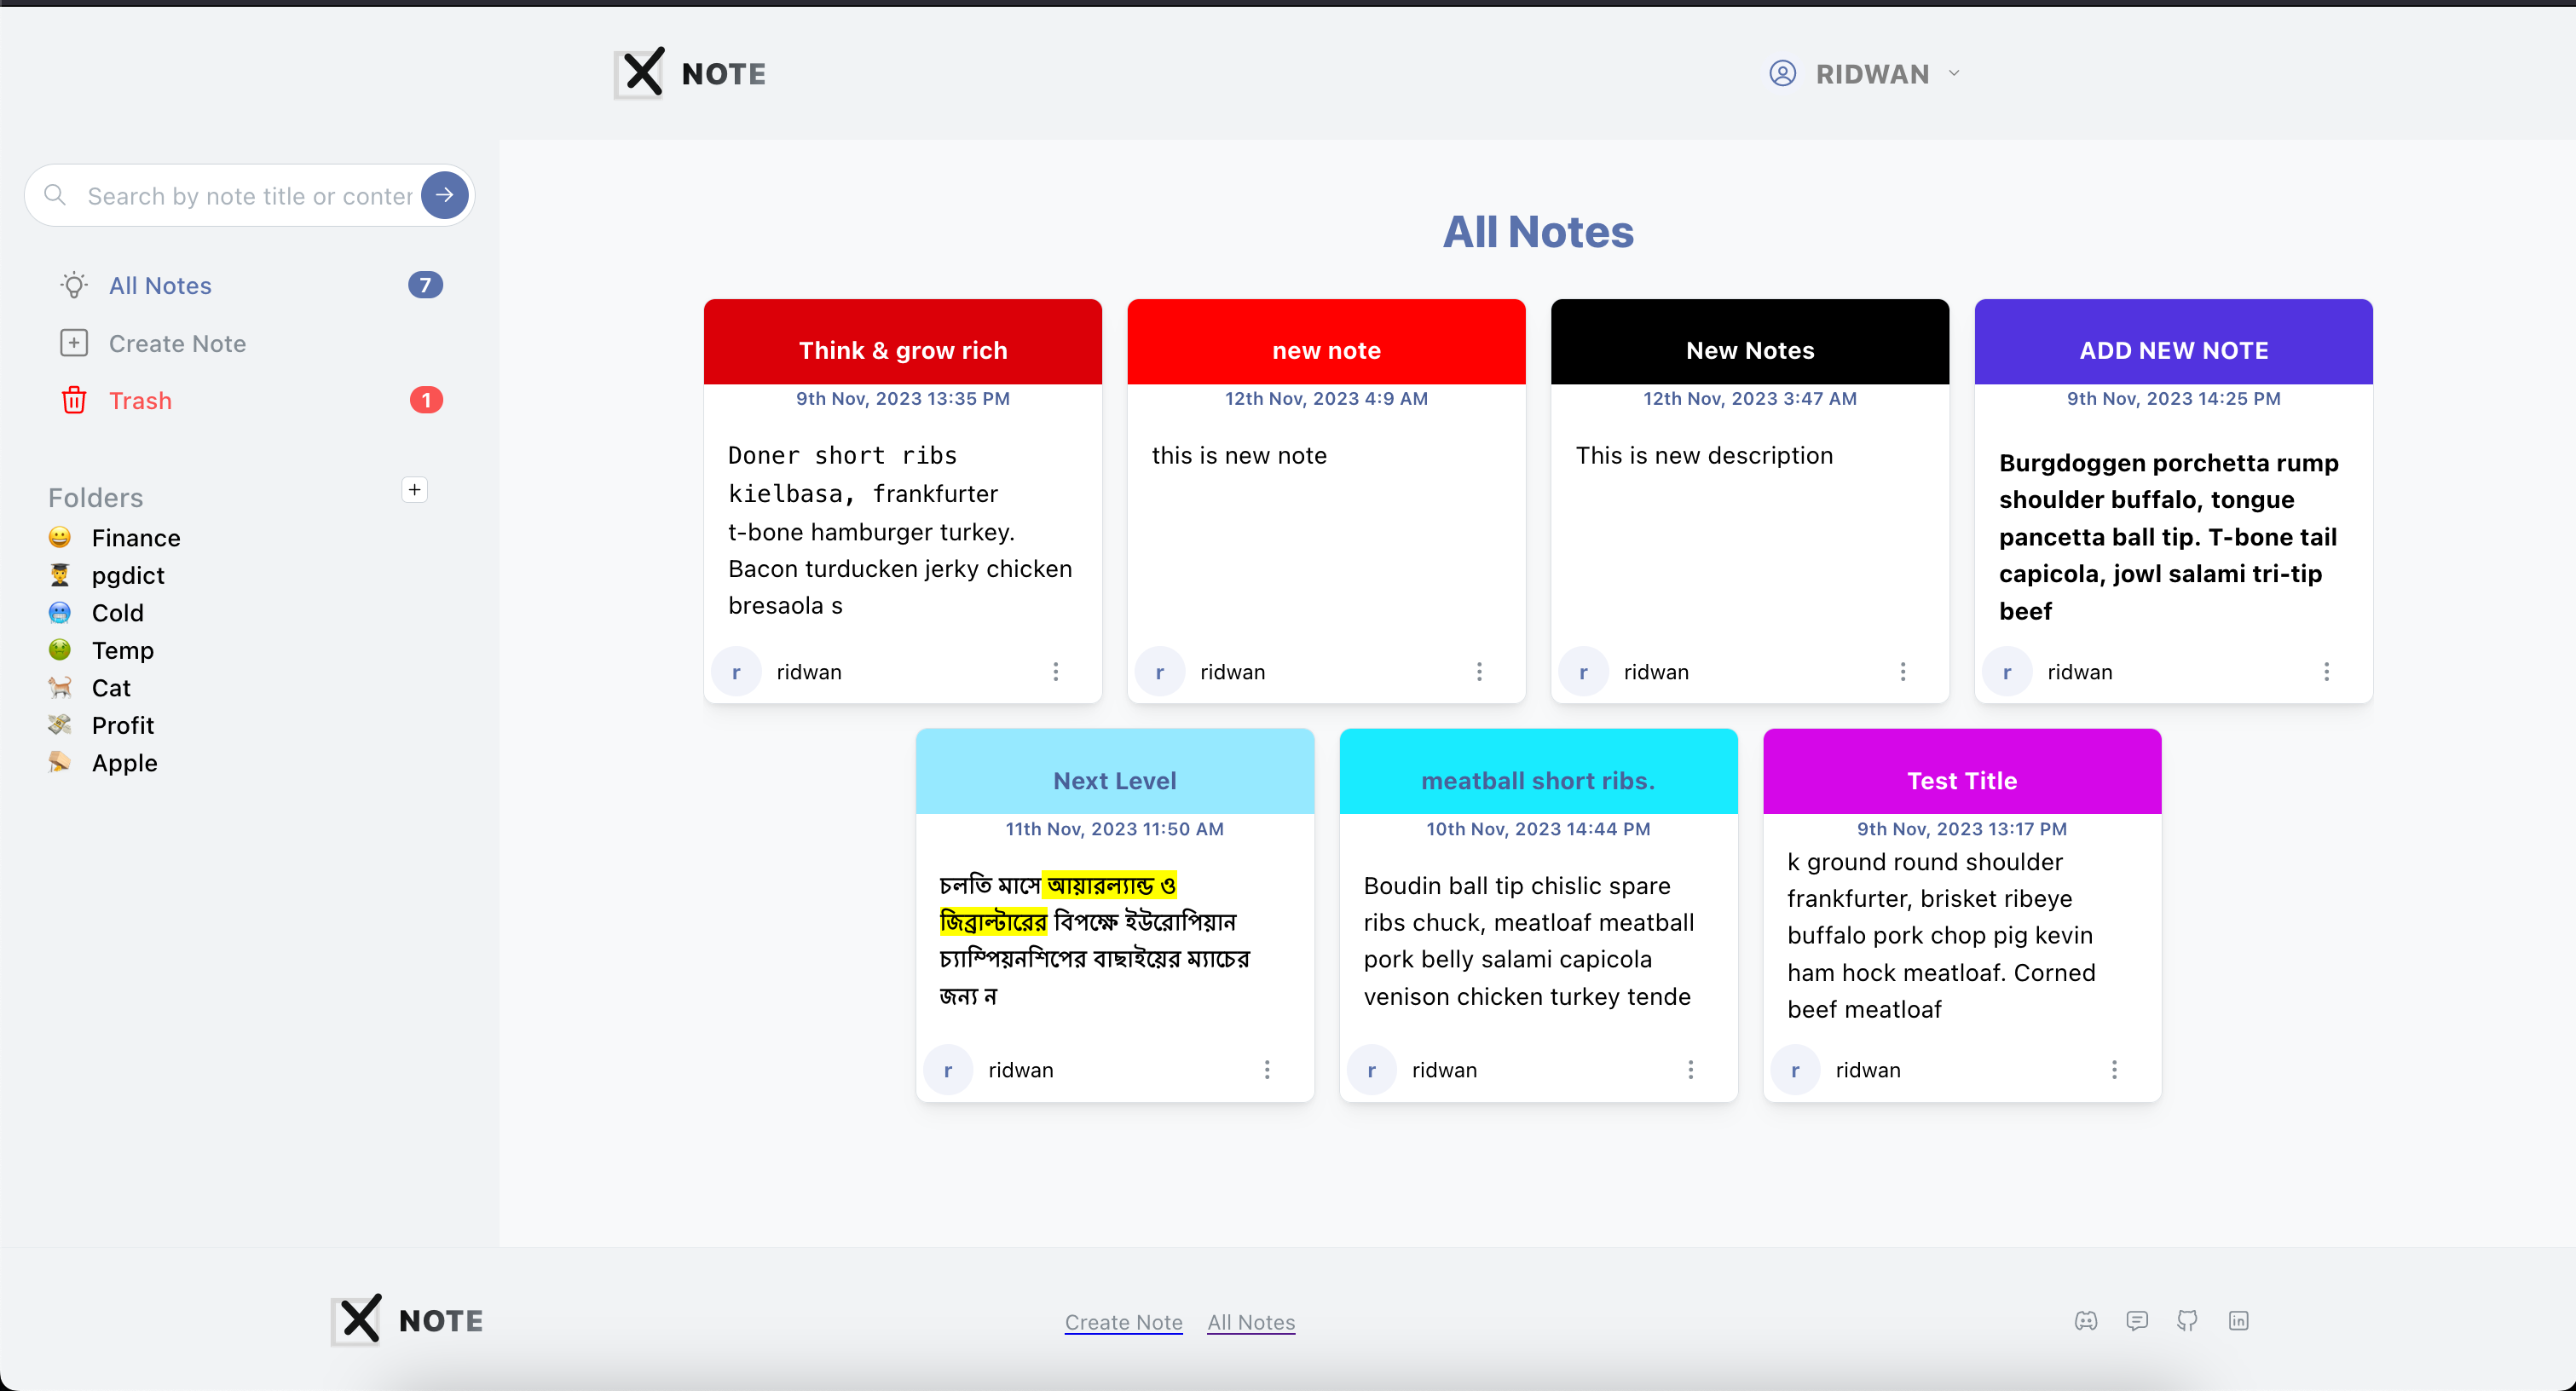 NOTE
RIDWAN
Search by note title or conter
All Notes
7
Create Note
Trash
1
Folders
Finance
pgdict
Cold
Temp
Cat
Profit
Apple
All Notes
Think & grow rich
9th Nov, 2023 13:35 PM
Doner short ribs
kielbasa, frankfurter
t-bone hamburger turkey.
Bacon turducken jerky chicken
bresaola s
r
ridwan
new note
12th Nov, 2023 4:9 AM
this is new note
r
ridwan
New Notes
12th Nov, 2023 3:47 AM
This is new description
r
ridwan
ADD NEW NOTE
9th Nov, 2023 14:25 PM
Burgdoggen porchetta rump
shoulder buffalo, tongue
pancetta ball tip. T-bone tail
capicola, jowl salami tri-tip
beef
r
ridwan
Next Level
11th Nov, 2023 11:50 AM
চলতি মাসে আয়ারল্যান্ড ও
জিব্রাল্টারের বিপক্ষে ইউরোপিয়ান
চ্যাম্পিয়নশিপের বাছাইয়ের ম্যাচের
জন্য ন
r
ridwan
meatball short ribs.
10th Nov, 2023 14:44 PM
Boudin ball tip chislic spare
ribs chuck, meatloaf meatball
pork belly salami capicola
venison chicken turkey tende
r
ridwan
Test Title
9th Nov, 2023 13:17 PM
k ground round shoulder
frankfurter, brisket ribeye
buffalo pork chop pig kevin
ham hock meatloaf. Corned
beef meatloaf
r
ridwan
NOTE
Create Note
All Notes
in